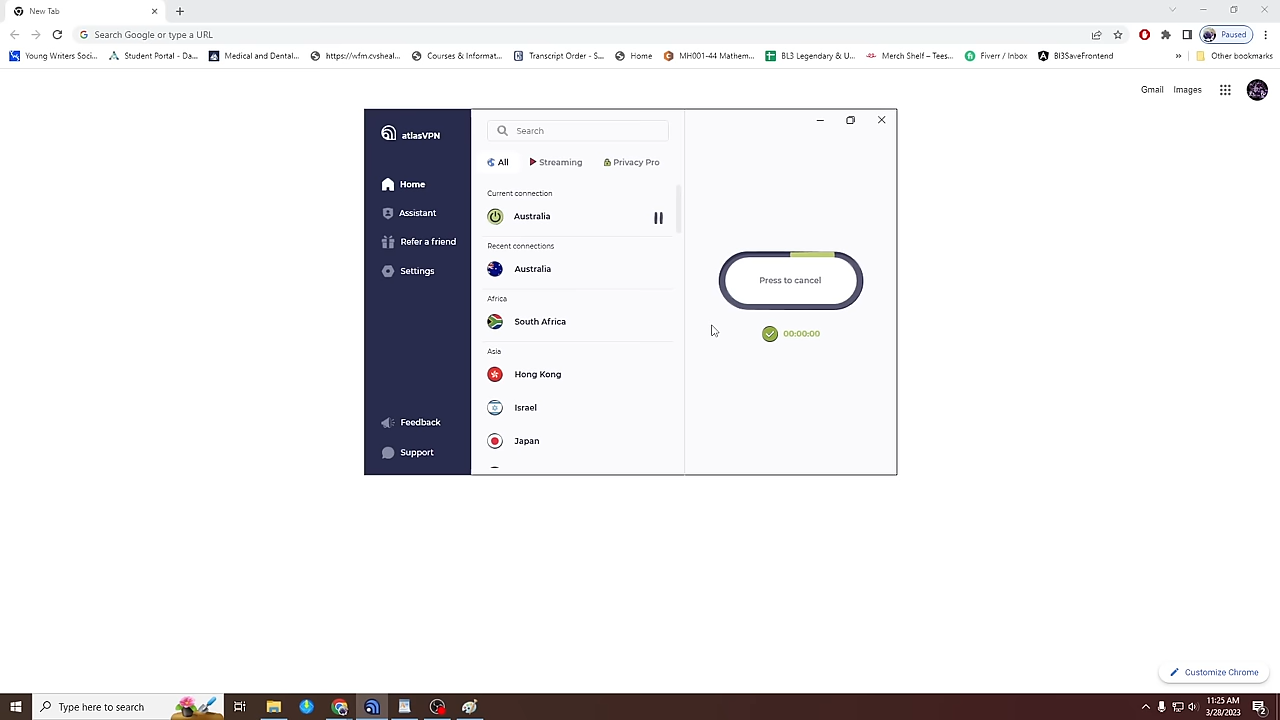 New Tab
Search Google or type a URL
Paused
Young Writers Soci...
Student Portal - Da...
Medical and Dental...
https://wfm.cvsheal...
Courses & Informat...
Transcript Order - S...
Home
MH001-44 Mathem...
BL3 Legendary & U...
Merch Shelf – Tees...
Fiverr / Inbox
Bl3SaveFrontend
»
Other bookmarks
Gmail
Images
atlasVPN
Home
Assistant
Refer a friend
Settings
Feedback
Support
Search
All
Streaming
Privacy Pro
Current connection
Australia
Recent connections
Australia
Africa
South Africa
Asia
Hong Kong
Israel
Japan
Press to cancel
00:00:00
Customize Chrome
Type here to search
11:25 AM
3/28/2023
2